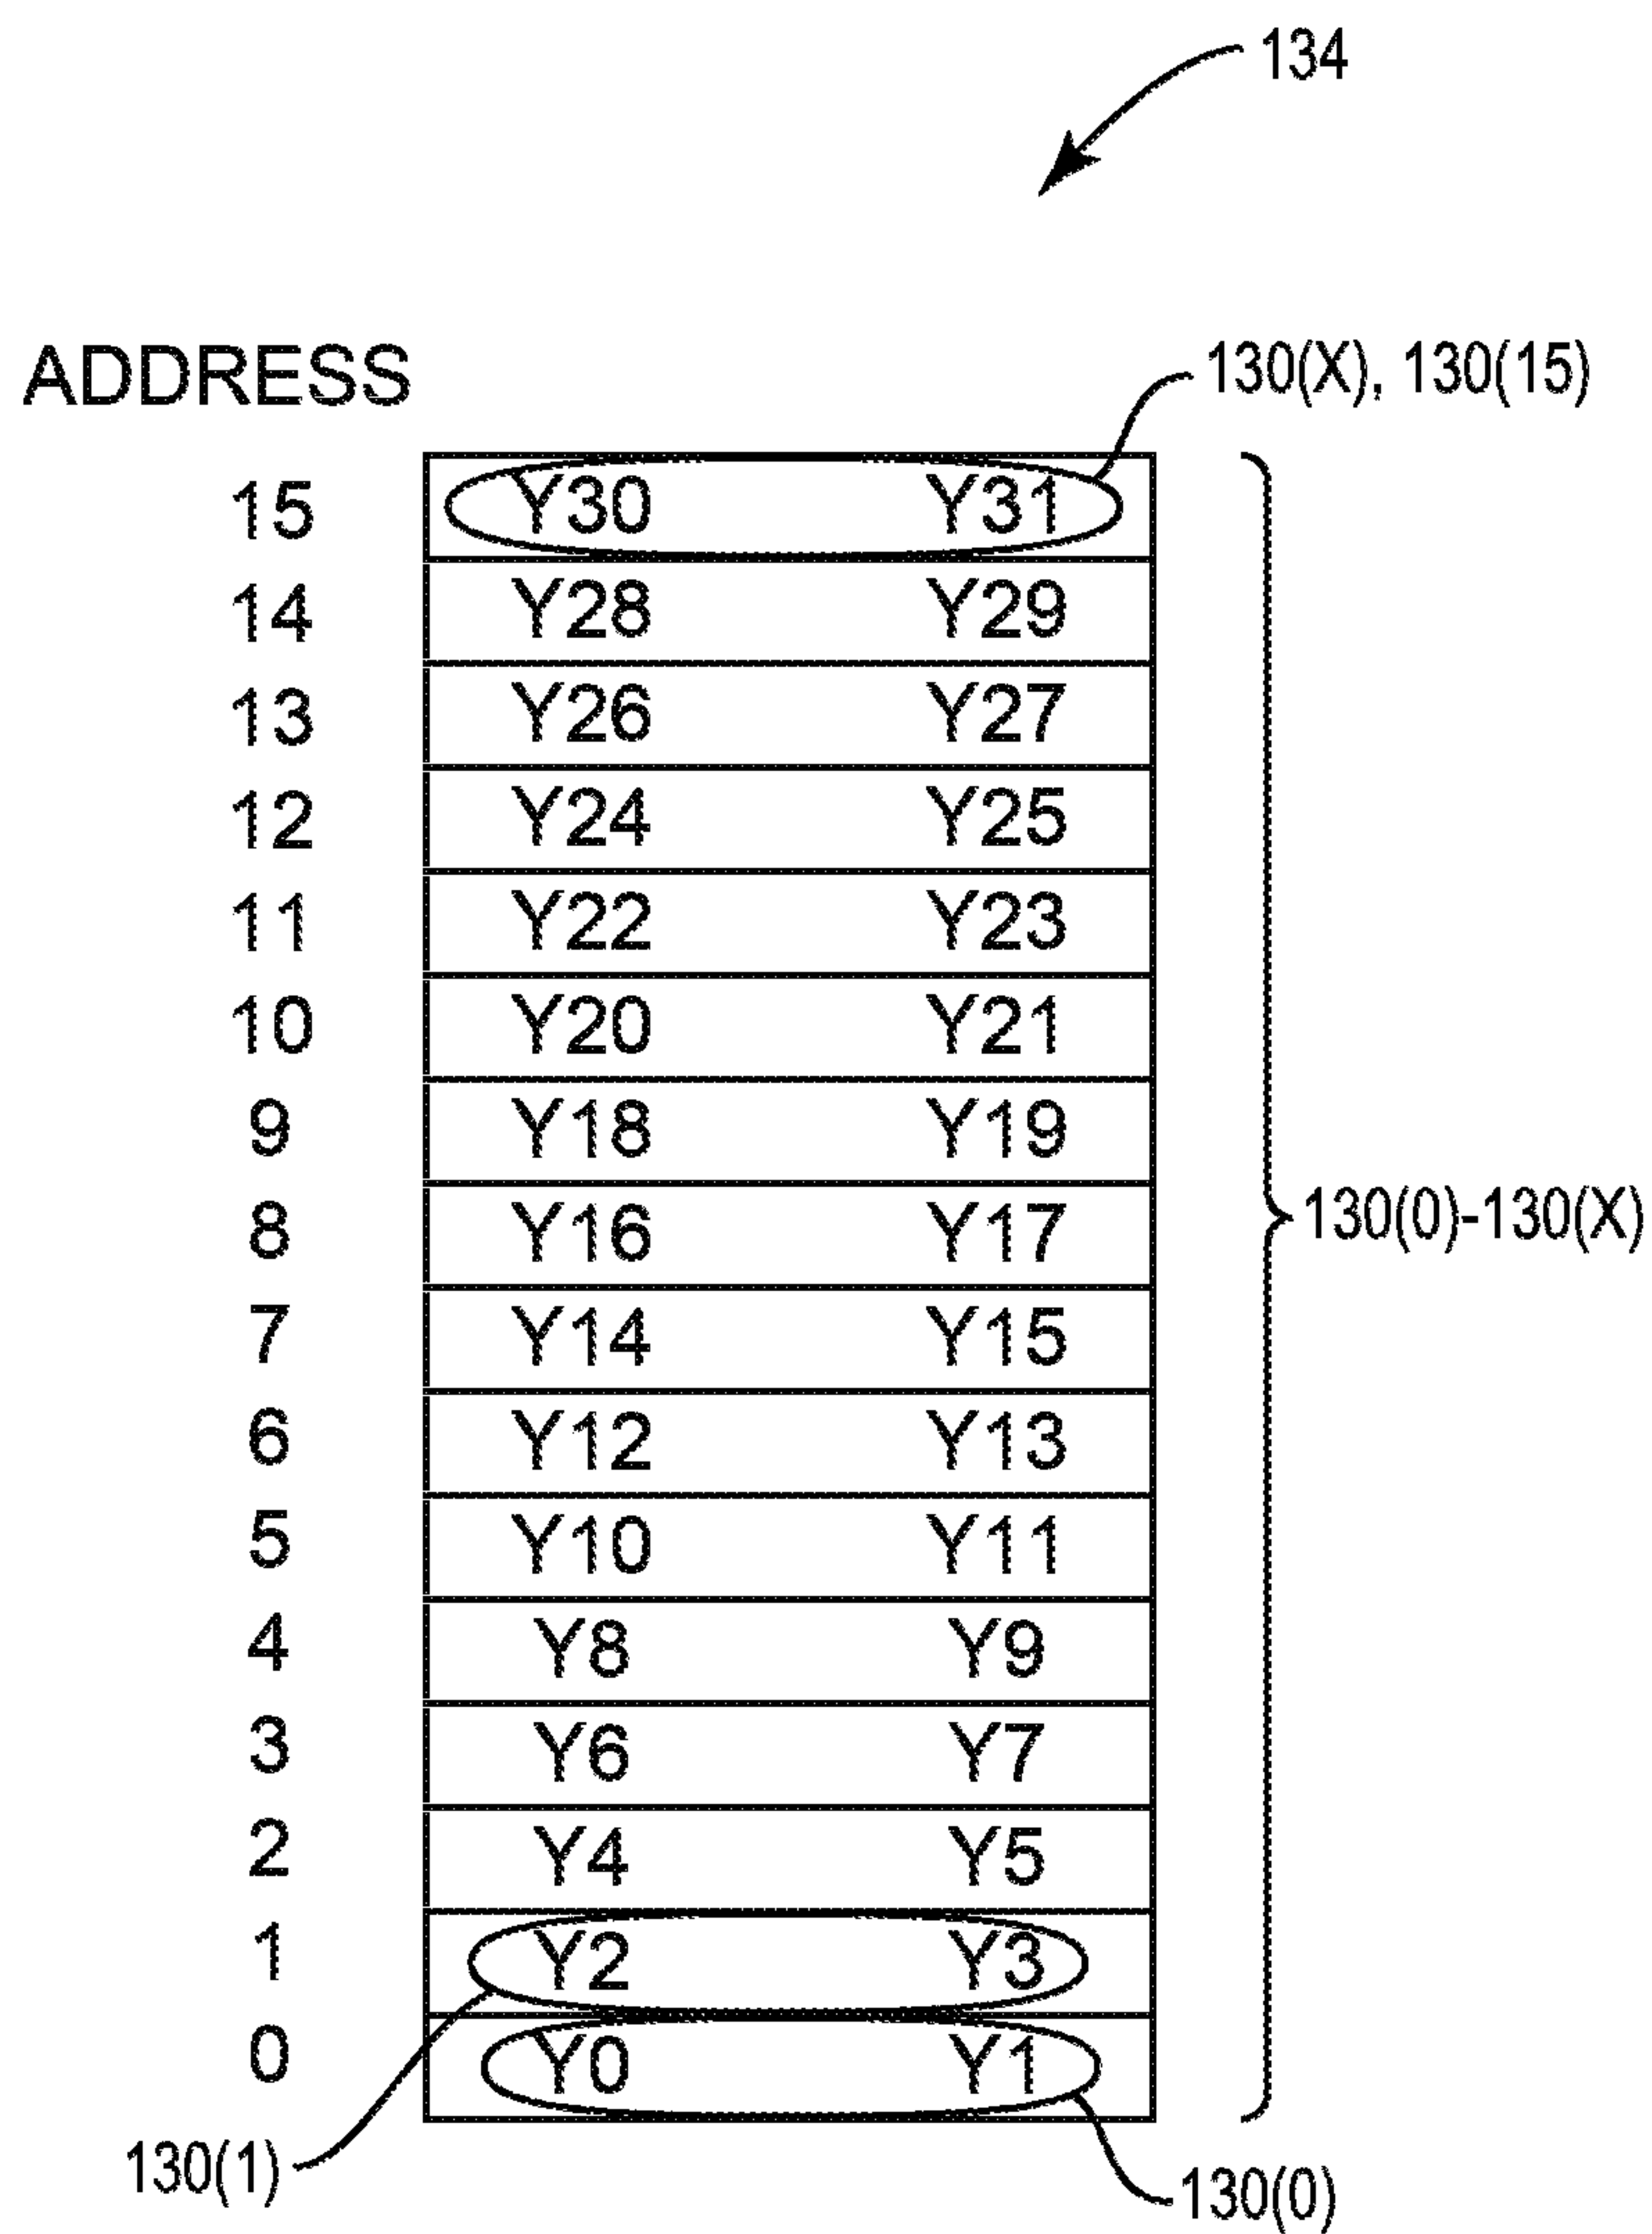 134
ADDRESS
130(X), 130(15)
15 Y30 Y31
14 Y28 Y29
13 Y26 Y27
12 Y24 Y25
11 Y22 Y23
10 Y20 Y21
9 Y18 Y19
8 Y16 Y17
130(0)-130(X)
7 Y14 Y15
6 Y12 Y13
5 Y10 Y11
4 Y8 Y9
3 Y6 Y7
2 Y4 Y5
1 Y2 Y3
0 Y0 Y1
130(1)
130(0)